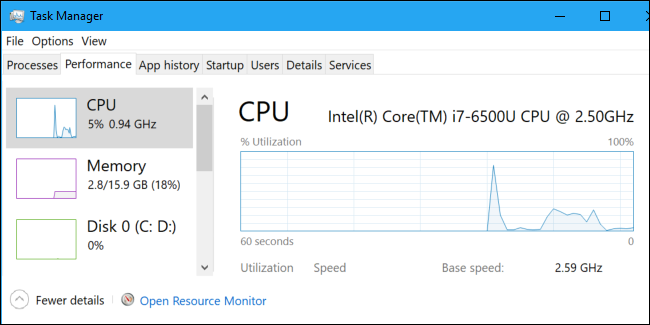 Task Manager
File Options View
Processes Performance App history Startup Users Details Services
CPU
5% 0.94 GHz
Memory
2.8/15.9 GB (18%)
Disk 0 (C: D:)
0%
CPU Intel(R) Core(TM) i7-6500U CPU @ 2.50GHz
% Utilization 100%
60 seconds 0
Utilization Speed Base speed: 2.59 GHz
Fewer details Open Resource Monitor